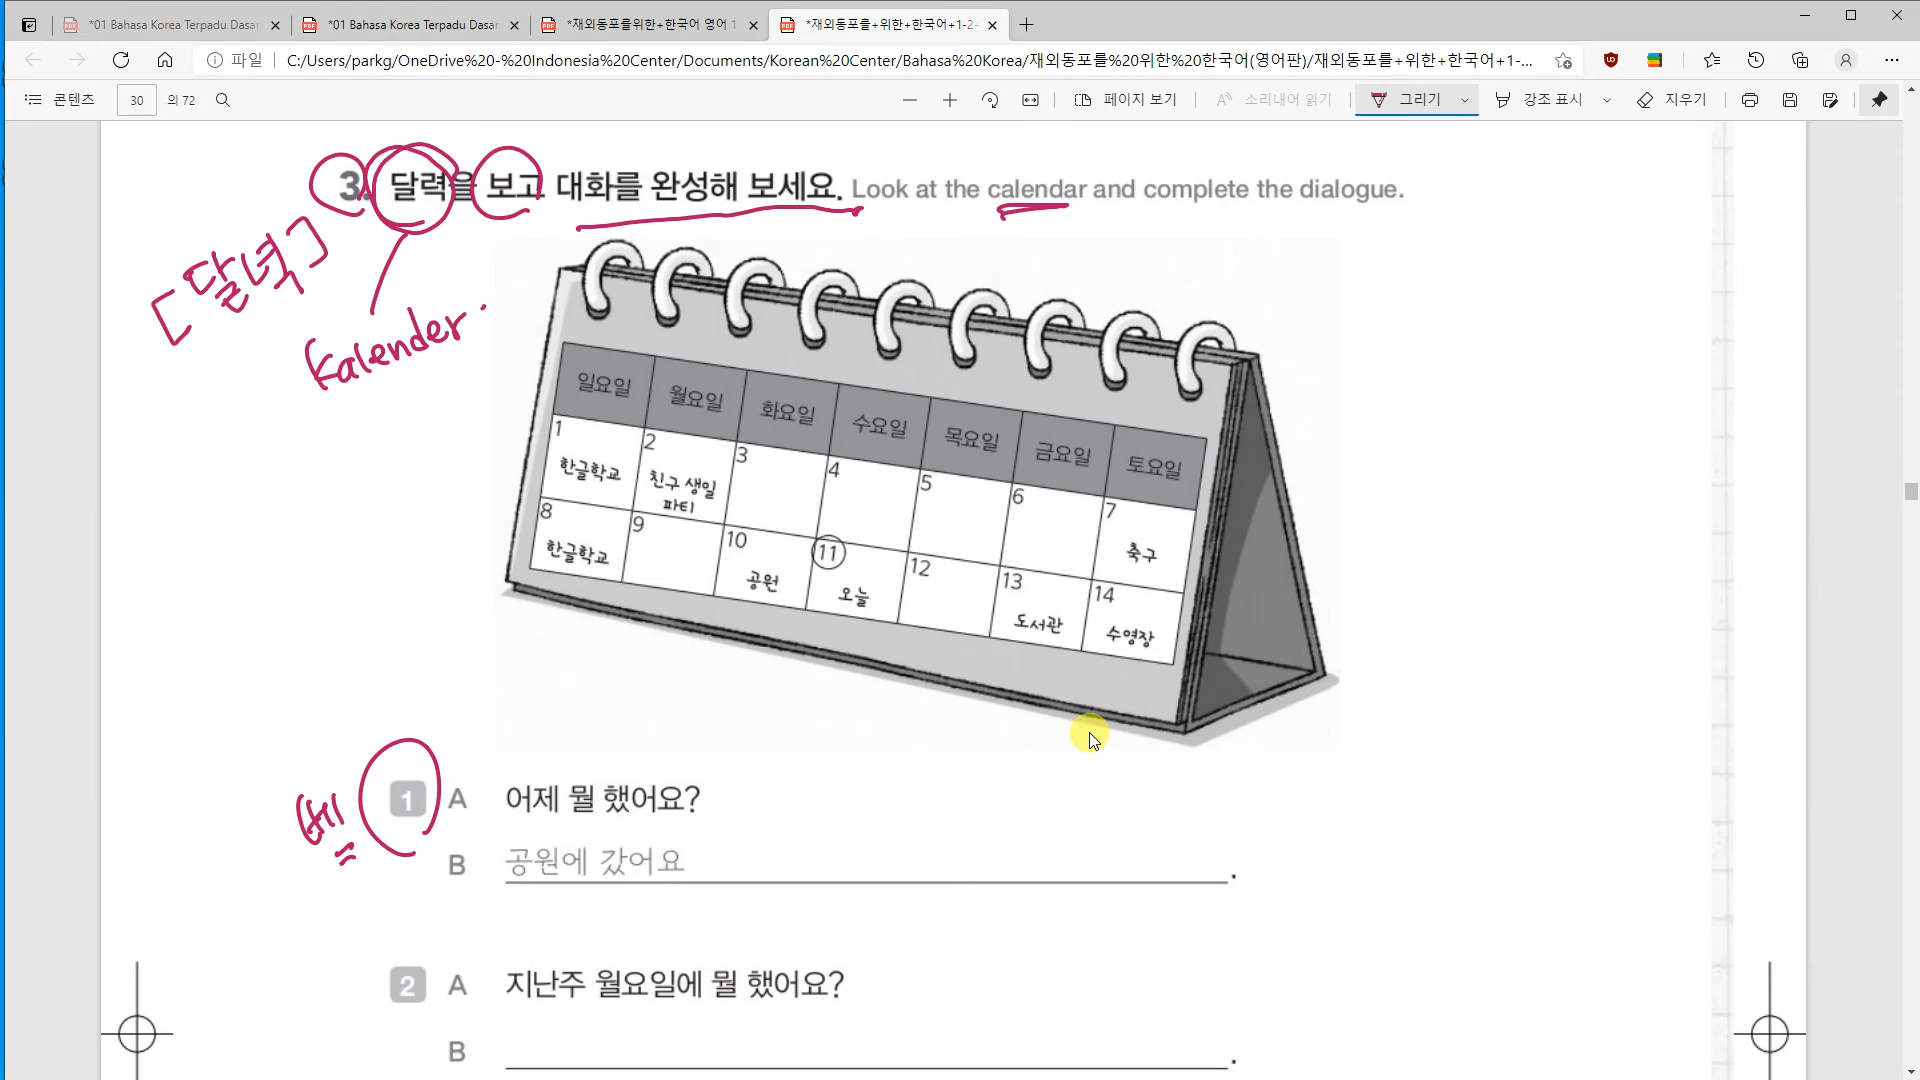 *01 Bahasa Korea Terpadu Dasar
*01 Bahasa Korea Terpadu Dasar
*재외동포를위한+한국어 영어 1
*재외동포를+위한+한국어+1-2-
파일
C:/Users/parkg/OneDrive%20-%20Indonesia%20Center/Documents/Korean%20Center/Bahasa%20Korea/재외동포를%20위한%20한국어(영어판)/재외동포를+위한+한국어+1-...
콘텐츠
30
의 72
페이지 보기
소리내어 읽기
그리기
강조 표시
지우기
3. 달력을 보고 대화를 완성해 보세요. Look at the calendar and complete the dialogue.
[달녁]
Kalender.
일요일 월요일 화요일 수요일 목요일 금요일 토요일
1 2 3 4 5 6 7
한글학교 친구 생일 축구
파티
8 9 10 11 12 13 14
한글학교 공원 오늘 도서관 수영장
1 A 어제 뭘 했어요?
B 공원에 갔어요 .
2 A 지난주 월요일에 뭘 했어요?
B .